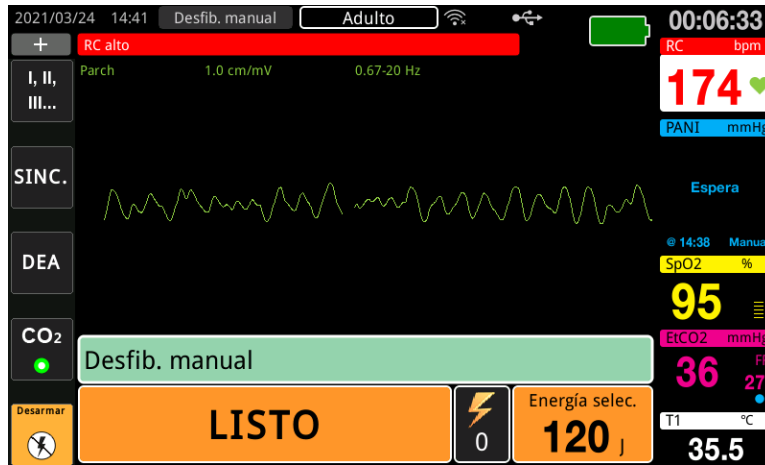 2021/03/24 14:41 Desfib. manual Adulto 00:06:33
+
RC alto
RC bpm
174
Parch 1.0 cm/mV 0.67-20 Hz
I, II,
III...
PANI mmHg
Espera
@ 14:38 Manua
SINC.
DEA
SpO2 %
95
CO2
EtCO2 mmHg
36
FR
27
Desfib. manual
Desarmar
LISTO
0
Energía selec.
120 J
T1 °C
35.5